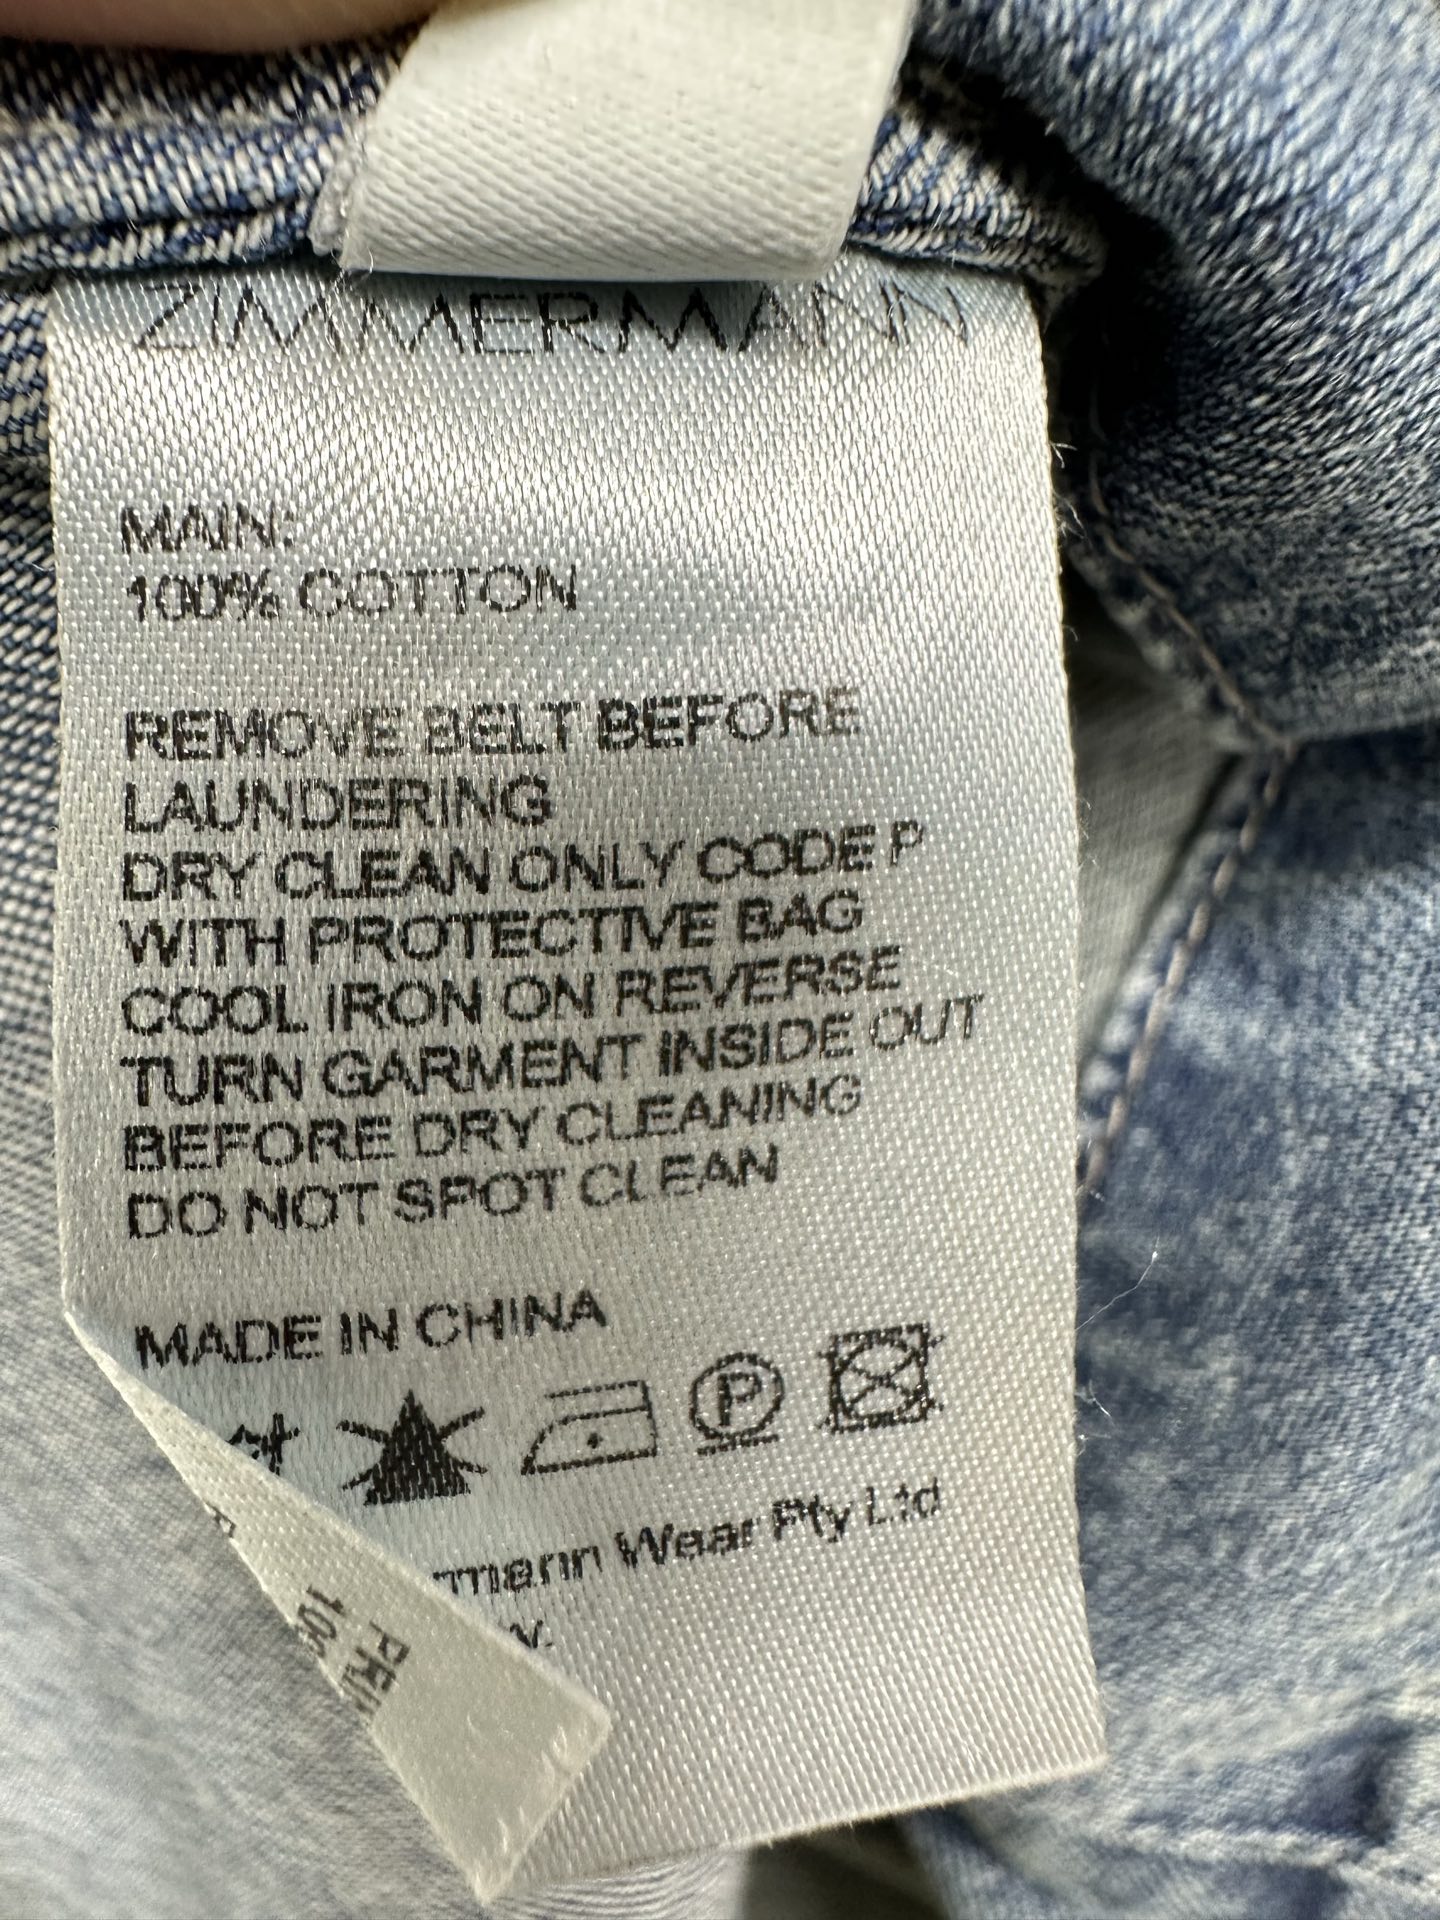 ZIMMERMANN
MAIN:
100% COTTON
REMOVE BELT BEFORE
LAUNDERING
DRY CLEAN ONLY CODE P
WITH PROTECTIVE BAG
COOL IRON ON REVERSE
TURN GARMENT INSIDE OUT
BEFORE DRY CLEANING
DO NOT SPOT CLEAN
MADE IN CHINA
P
Wear Pty Ltd